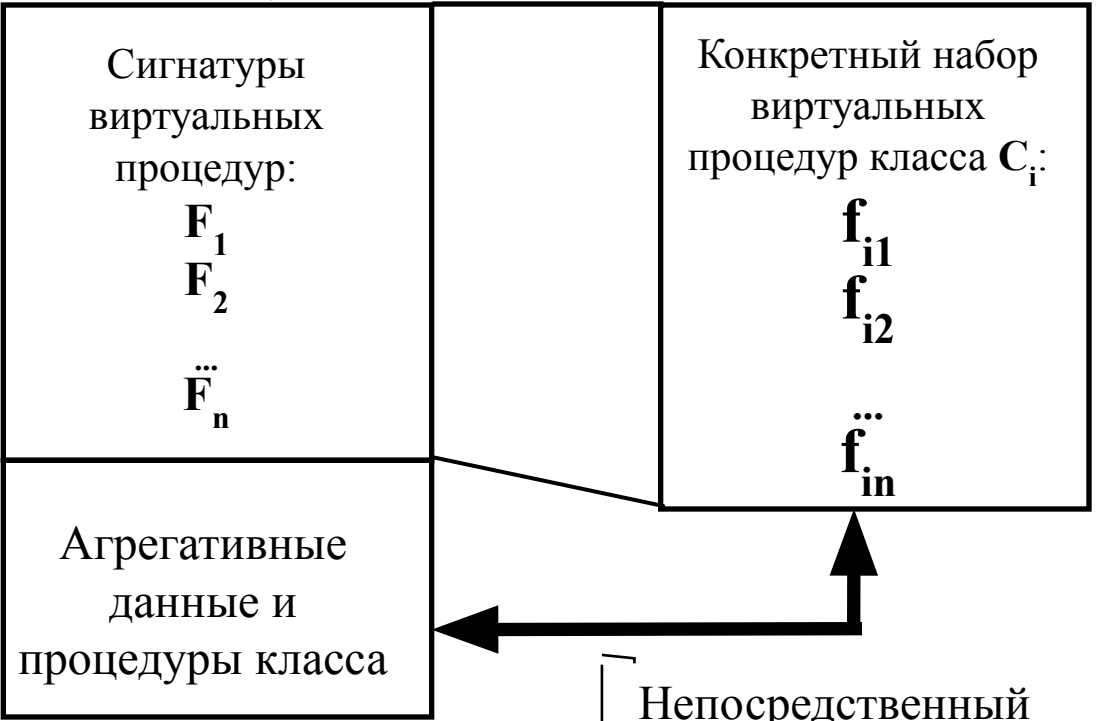 Сигнатуры
виртуальных
процедур:
F1
F2
...
Fn
Агрегативные
данные и
процедуры класса
Конкретный набор
виртуальных
процедур класса Ci:
fi1
fi2
...
fin
Непосредственный